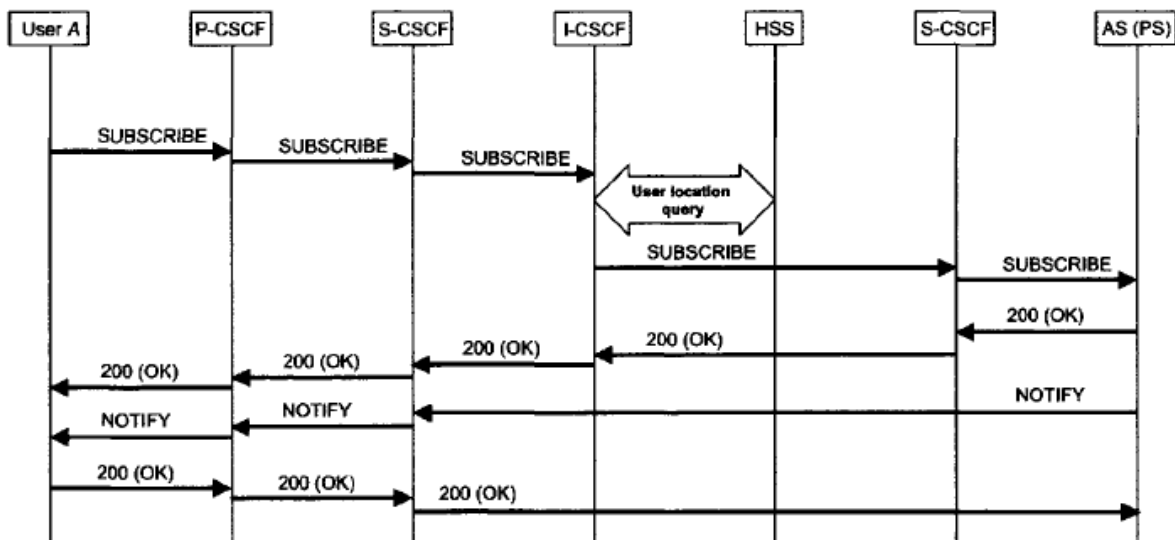 User A P-CSCF S-CSCF I-CSCF HSS S-CSCF AS (PS)
SUBSCRIBE
SUBSCRIBE
SUBSCRIBE
User location
query
SUBSCRIBE
SUBSCRIBE
200 (OK)
200 (OK)
200 (OK)
200 (OK)
200 (OK)
NOTIFY
NOTIFY
NOTIFY
200 (OK)
200 (OK)
200 (OK)